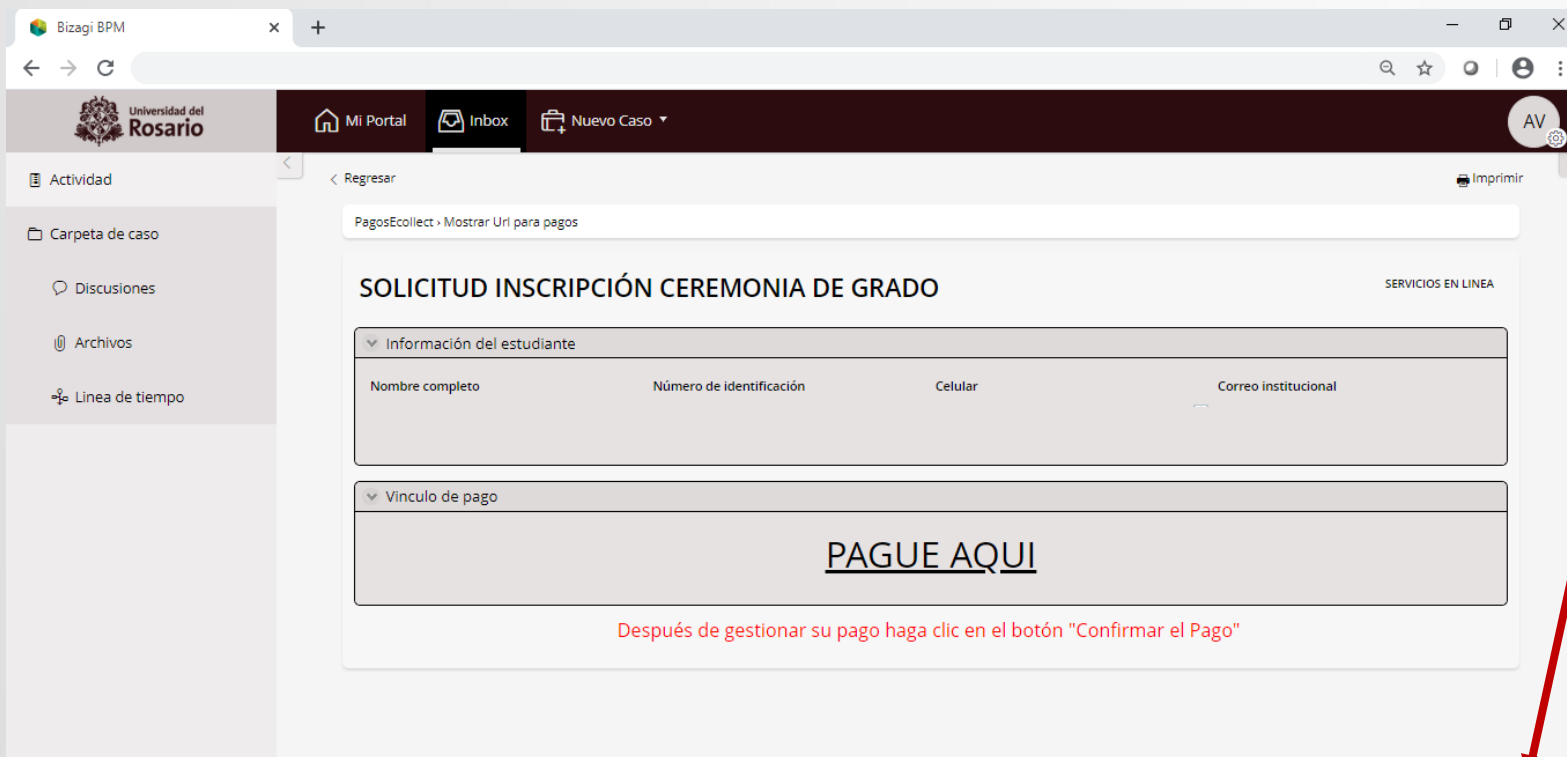 Bizagi BPM
Universidad del
Rosario
Mi Portal
Inbox
Nuevo Caso
AV
Actividad
Regresar
Imprimir
PagosEcollect › Mostrar Url para pagos
Carpeta de caso
Discusiones
Archivos
Linea de tiempo
SOLICITUD INSCRIPCIÓN CEREMONIA DE GRADO
SERVICIOS EN LINEA
Información del estudiante
Nombre completo Número de identificación Celular Correo institucional
Vinculo de pago
PAGUE AQUI
Después de gestionar su pago haga clic en el botón "Confirmar el Pago"